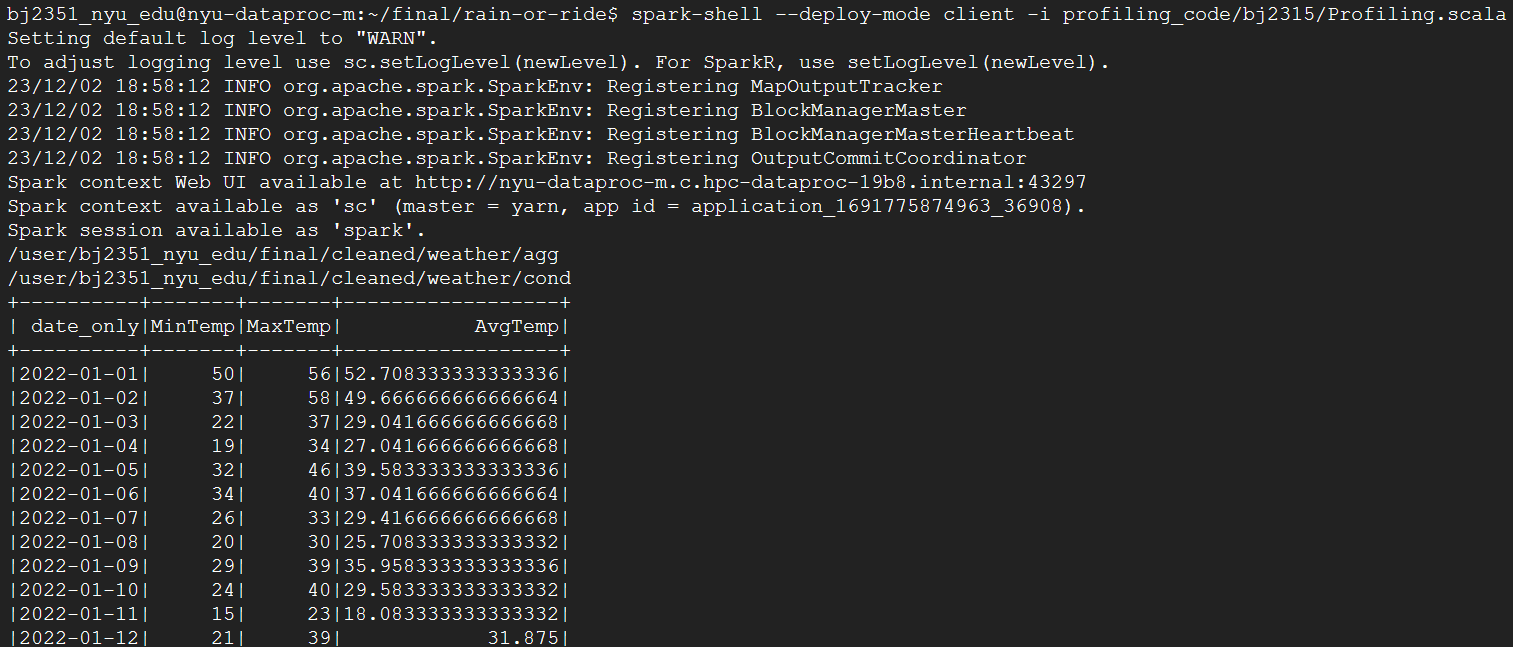 bj2351_nyu_edu@nyu-dataproc-m:~/final/rain-or-ride$ spark-shell --deploy-mode client -i profiling_code/bj2315/Profiling.scala
Setting default log level to "WARN".
To adjust logging level use sc.setLogLevel(newLevel). For SparkR, use setLogLevel(newLevel).
23/12/02 18:58:12 INFO org.apache.spark.SparkEnv: Registering MapOutputTracker
23/12/02 18:58:12 INFO org.apache.spark.SparkEnv: Registering BlockManagerMaster
23/12/02 18:58:12 INFO org.apache.spark.SparkEnv: Registering BlockManagerMasterHeartbeat
23/12/02 18:58:12 INFO org.apache.spark.SparkEnv: Registering OutputCommitCoordinator
Spark context Web UI available at http://nyu-dataproc-m.c.hpc-dataproc-19b8.internal:43297
Spark context available as 'sc' (master = yarn, app id = application_1691775874963_36908).
Spark session available as 'spark'.
/user/bj2351_nyu_edu/final/cleaned/weather/agg
/user/bj2351_nyu_edu/final/cleaned/weather/cond
+----------+-------+-------+------------------+
| date_only|MinTemp|MaxTemp|           AvgTemp|
+----------+-------+-------+------------------+
|2022-01-01|     50|     56|52.708333333333336|
|2022-01-02|     37|     58|49.666666666666664|
|2022-01-03|     22|     37|29.041666666666668|
|2022-01-04|     19|     34|27.041666666666668|
|2022-01-05|     32|     46|39.583333333333336|
|2022-01-06|     34|     40|37.041666666666664|
|2022-01-07|     26|     33|29.416666666666668|
|2022-01-08|     20|     30|25.708333333333332|
|2022-01-09|     29|     39|35.958333333333336|
|2022-01-10|     24|     40|29.583333333333332|
|2022-01-11|     15|     23|18.083333333333332|
|2022-01-12|     21|     39|            31.875|